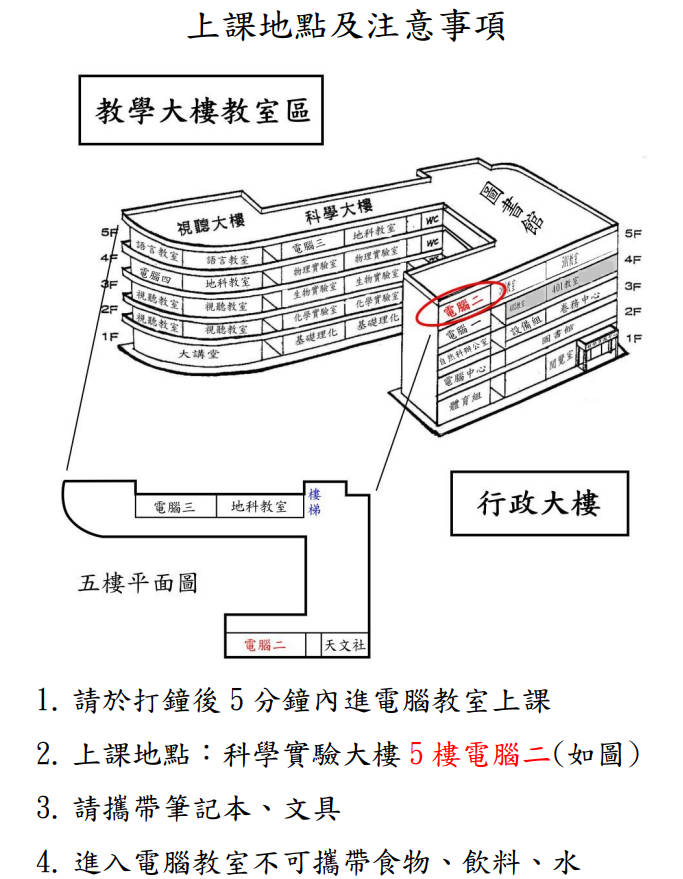 上課地點及注意事項
教學大樓教室區
視聽大樓
科學大樓
圖書館
5F
4F
3F
2F
1F
語言教室
語言教室
電腦三
地科教室
WC
電腦四
地科教室
物理實驗室
物理實驗室
WC
視聽教室
視聽教室
生物實驗室
生物實驗室
視聽教室
視聽教室
化學實驗室
化學實驗室
大講堂
基礎理化
基礎理化
5F
4F
3F
2F
1F
電腦二
電腦一
401教室
自然科辦公室
設備組
卷務中心
電腦中心
圖書館
體育組
閱覽室
行政大樓
電腦三
地科教室
樓梯
五樓平面圖
電腦二
天文社
1. 請於打鐘後 5 分鐘內進電腦教室上課
2. 上課地點：科學實驗大樓 5 樓電腦二(如圖)
3. 請攜帶筆記本、文具
4. 進入電腦教室不可攜帶食物、飲料、水